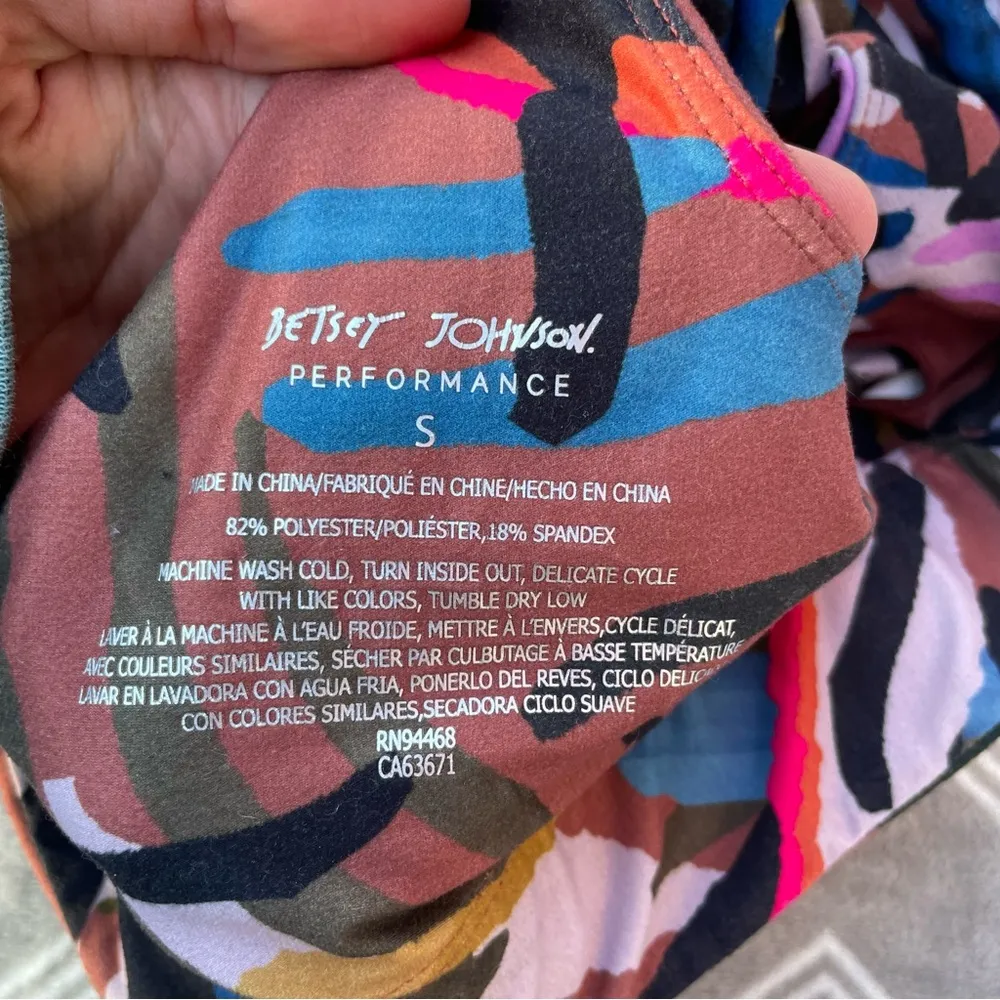 BETSEY JOHNSON.
PERFORMANCE
S
MADE IN CHINA/FABRIQUÉ EN CHINE/HECHO EN CHINA
82% POLYESTER/POLIÉSTER,18% SPANDEX
MACHINE WASH COLD, TURN INSIDE OUT, DELICATE CYCLE
WITH LIKE COLORS, TUMBLE DRY LOW
LAVER À LA MACHINE À L'EAU FROIDE, METTRE À L'ENVERS,CYCLE DÉLICAT,
AVEC COULEURS SIMILAIRES, SÉCHER PAR CULBUTAGE À BASSE TEMPÉRATURE
LAVAR EN LAVADORA CON AGUA FRIA, PONERLO DEL REVES, CICLO
CON COLORES SIMILARES,SECADORA CICLO SUAVE
RN94468
CA63671